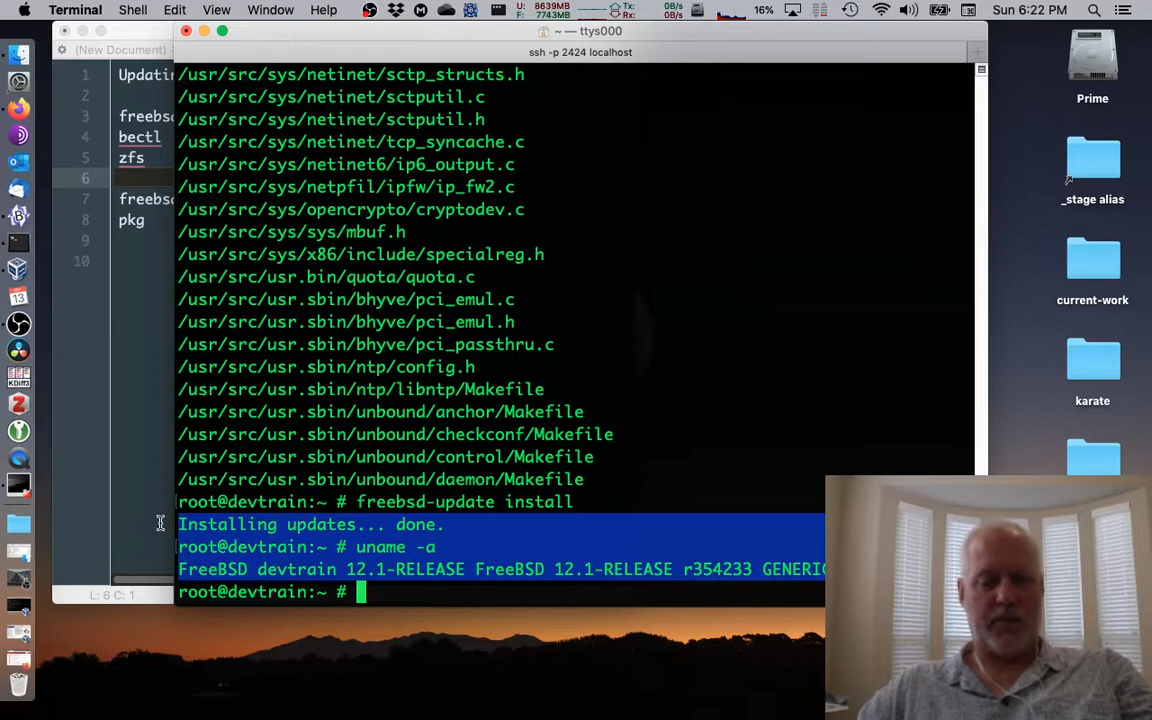 Terminal Shell Edit View Window Help U: 8639MB F: 7743MB Tx: 0B/s Rx: 0B/s 16% Sun 6:22 PM
~ — ttys000
(New Document)
ssh -p 2424 localhost
1 Updatin
2
3 freebs
4 bectl
5 zfs
6
7 freebs
8 pkg
9
10
L: 6 C: 1
/usr/src/sys/netinet/sctp_structs.h
/usr/src/sys/netinet/sctputil.c
/usr/src/sys/netinet/sctputil.h
/usr/src/sys/netinet/tcp_syncache.c
/usr/src/sys/netinet6/ip6_output.c
/usr/src/sys/netpfil/ipfw/ip_fw2.c
/usr/src/sys/opencrypto/cryptodev.c
/usr/src/sys/sys/mbuf.h
/usr/src/sys/x86/include/specialreg.h
/usr/src/usr.bin/quota/quota.c
/usr/src/usr.sbin/bhyve/pci_emul.c
/usr/src/usr.sbin/bhyve/pci_emul.h
/usr/src/usr.sbin/bhyve/pci_passthru.c
/usr/src/usr.sbin/ntp/config.h
/usr/src/usr.sbin/ntp/libntp/Makefile
/usr/src/usr.sbin/unbound/anchor/Makefile
/usr/src/usr.sbin/unbound/checkconf/Makefile
/usr/src/usr.sbin/unbound/control/Makefile
/usr/src/usr.sbin/unbound/daemon/Makefile
root@devtrain:~ # freebsd-update install
Installing updates... done.
root@devtrain:~ # uname -a
FreeBSD devtrain 12.1-RELEASE FreeBSD 12.1-RELEASE r354233 GENERIC
root@devtrain:~ #
Prime
_stage alias
current-work
karate
13
KDiff3